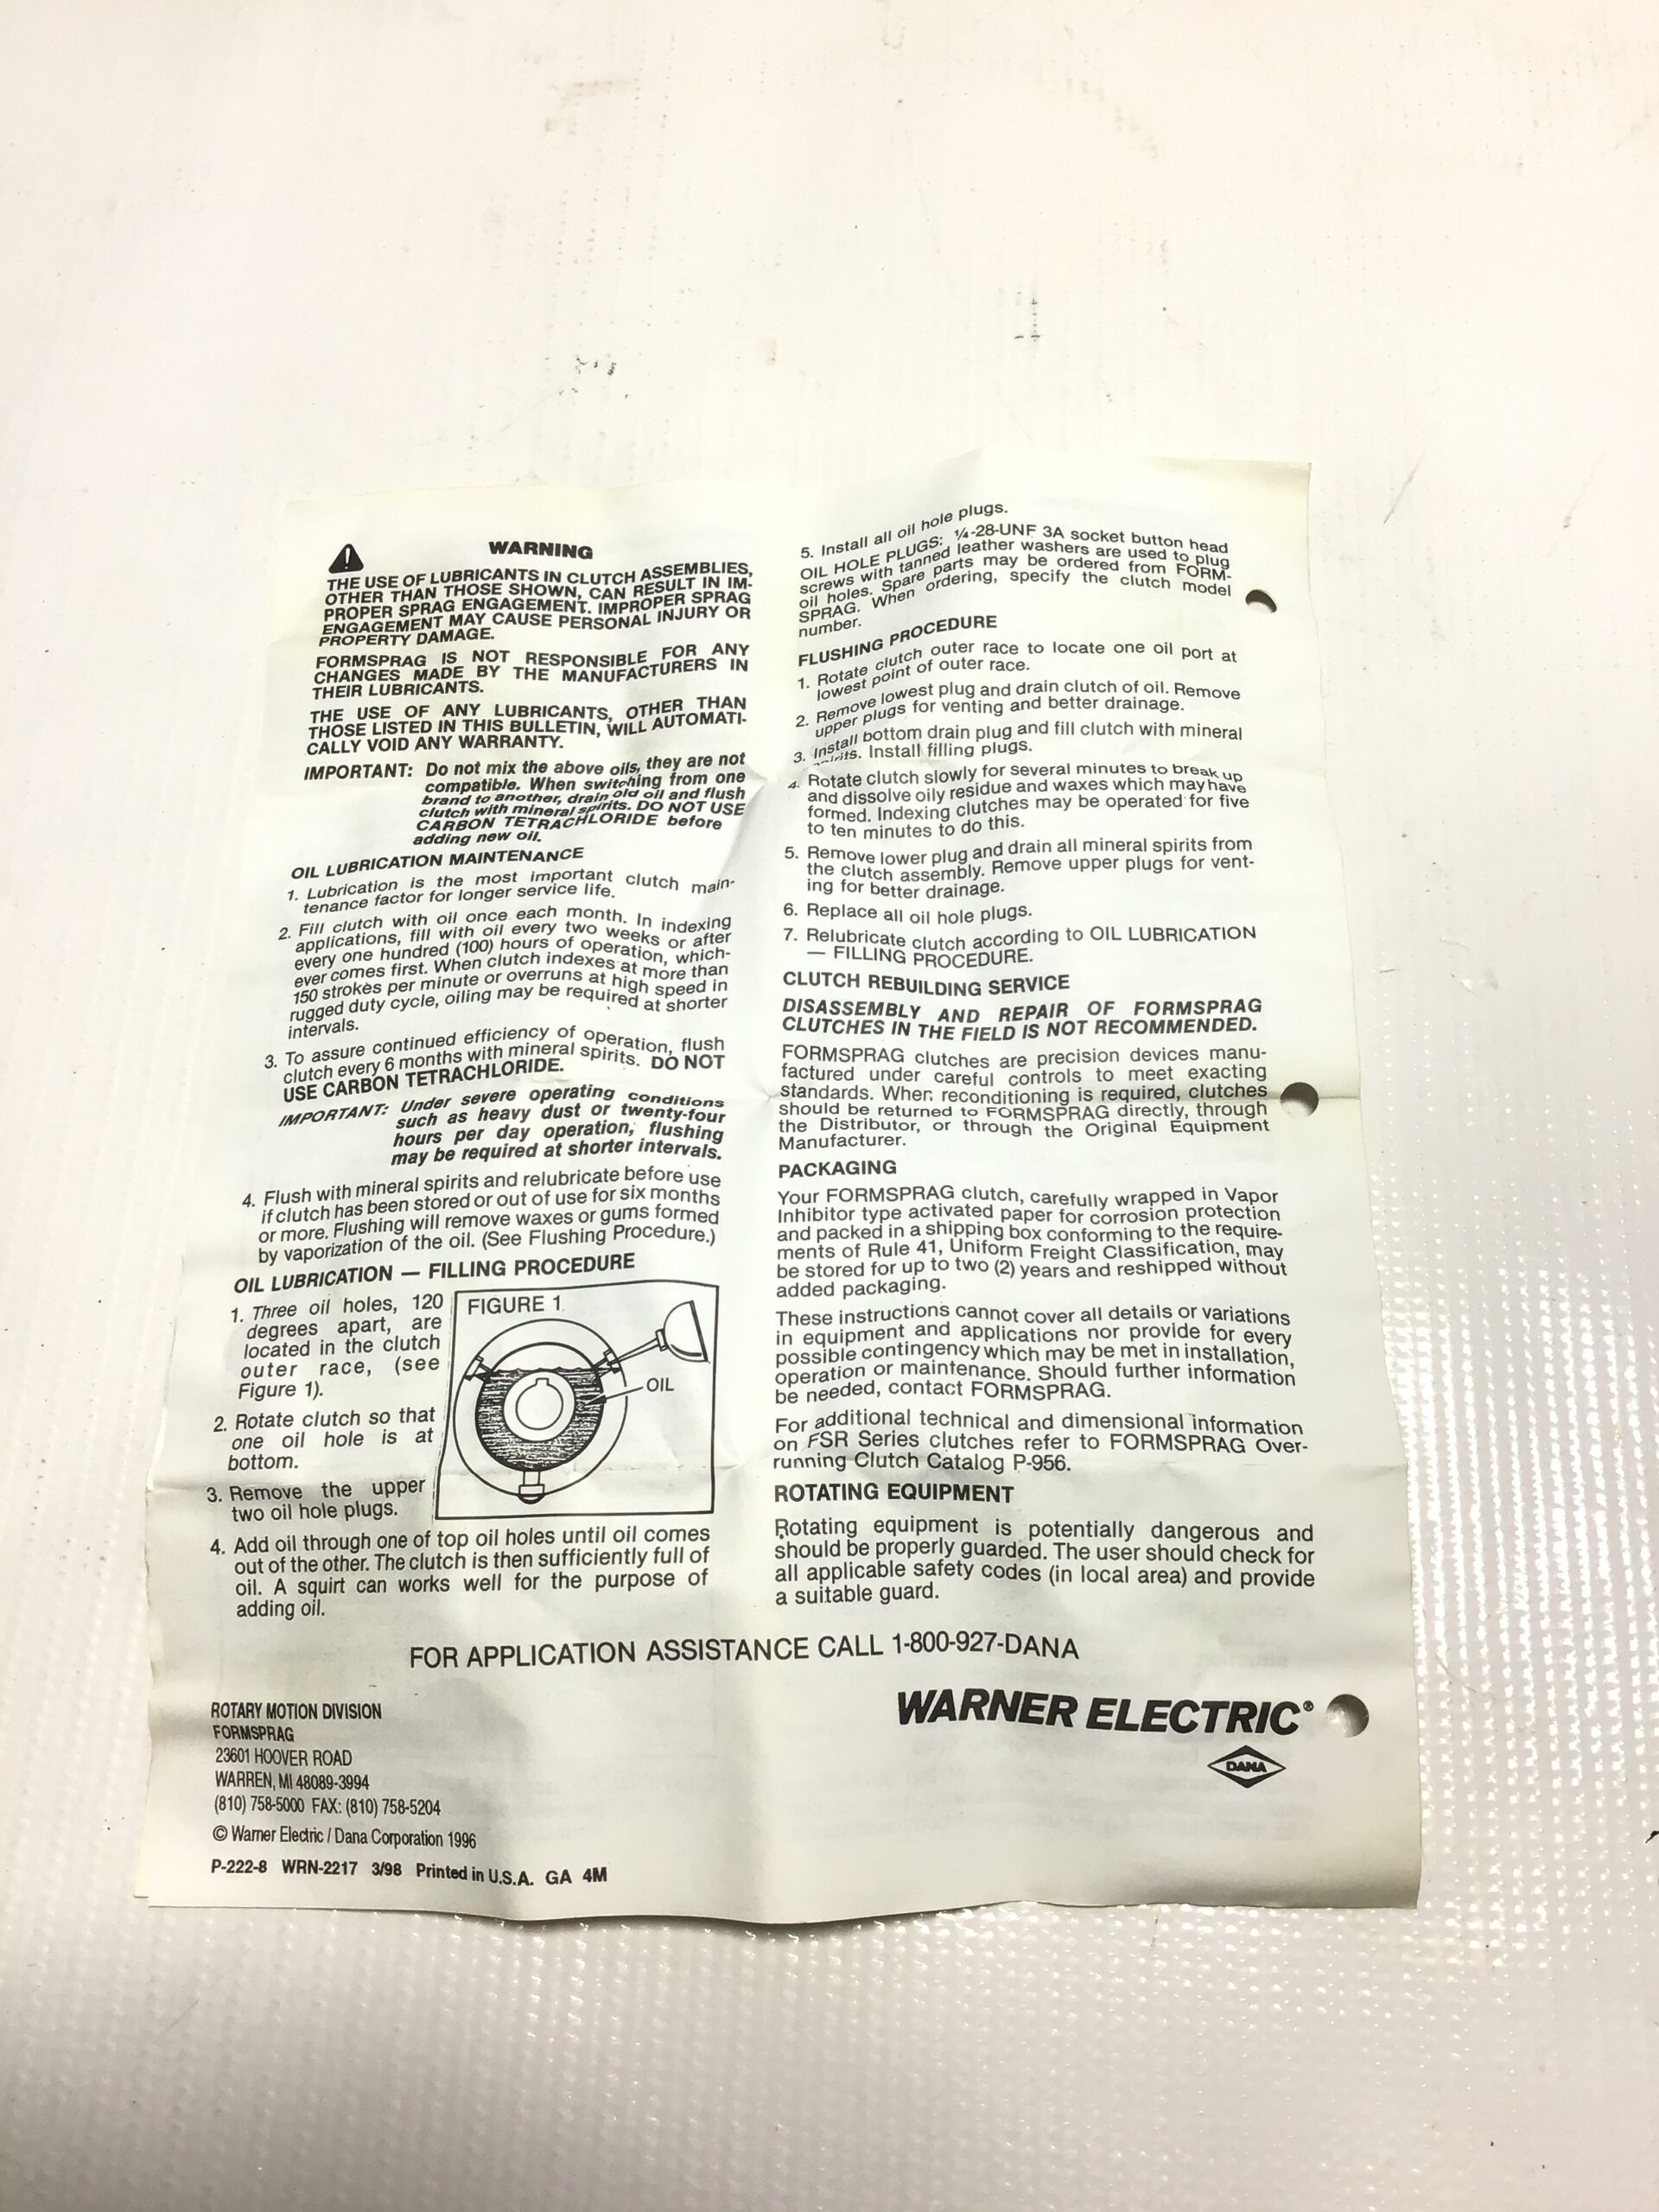 WARNING
THE USE OF LUBRICANTS IN CLUTCH ASSEMBLIES,
OTHER THAN THOSE SHOWN, CAN RESULT IN IM-
PROPER SPRAG ENGAGEMENT. IMPROPER SPRAG
ENGAGEMENT MAY CAUSE PERSONAL INJURY OR
PROPERTY DAMAGE.
FORMSPRAG IS NOT RESPONSIBLE FOR ANY
CHANGES MADE BY THE MANUFACTURERS IN
THEIR LUBRICANTS.
THE USE OF ANY LUBRICANTS, OTHER THAN
THOSE LISTED IN THIS BULLETIN, WILL AUTOMATI-
CALLY VOID ANY WARRANTY.
IMPORTANT: Do not mix the above oils, they are not
compatible. When switching from one
brand to another, drain old oil and flush
clutch with mineral spirits. DO NOT USE
CARBON TETRACHLORIDE before
adding new oil.
OIL LUBRICATION MAINTENANCE
1. Lubrication is the most important clutch main-
tenance factor for longer service life.
2. Fill clutch with oil once each month. In indexing
applications, fill with oil every two weeks or after
every one hundred (100) hours of operation, which-
ever comes first. When clutch indexes at more than
150 strokes per minute or overruns at high speed in
rugged duty cycle, oiling may be required at shorter
intervals.
3. To assure continued efficiency of operation, flush
clutch every 6 months with mineral spirits. DO NOT
USE CARBON TETRACHLORIDE.
IMPORTANT: Under severe operating conditions
such as heavy dust or twenty-four
hours per day operation, flushing
may be required at shorter intervals.
4. Flush with mineral spirits and relubricate before use
if clutch has been stored or out of use for six months
or more. Flushing will remove waxes or gums formed
by vaporization of the oil. (See Flushing Procedure.)
OIL LUBRICATION — FILLING PROCEDURE
1. Three oil holes, 120
degrees apart, are
located in the clutch
outer race, (see
Figure 1).
2. Rotate clutch so that
one oil hole is at
bottom.
3. Remove the upper
two oil hole plugs.
FIGURE 1
OIL
4. Add oil through one of top oil holes until oil comes
out of the other. The clutch is then sufficiently full of
oil. A squirt can works well for the purpose of
adding oil.
5. Install all oil hole plugs.
OIL HOLE PLUGS: ¼-28-UNF 3A socket button head
screws with tanned leather washers are used to plug
oil holes. Spare parts may be ordered from FORM-
SPRAG. When ordering, specify the clutch model
number.
FLUSHING PROCEDURE
1. Rotate clutch outer race to locate one oil port at
lowest point of outer race.
2. Remove lowest plug and drain clutch of oil. Remove
upper plugs for venting and better drainage.
3. Install bottom drain plug and fill clutch with mineral
spirits. Install filling plugs.
4. Rotate clutch slowly for several minutes to break up
and dissolve oily residue and waxes which may have
formed. Indexing clutches may be operated for five
to ten minutes to do this.
5. Remove lower plug and drain all mineral spirits from
the clutch assembly. Remove upper plugs for vent-
ing for better drainage.
6. Replace all oil hole plugs.
7. Relubricate clutch according to OIL LUBRICATION
— FILLING PROCEDURE.
CLUTCH REBUILDING SERVICE
DISASSEMBLY AND REPAIR OF FORMSPRAG
CLUTCHES IN THE FIELD IS NOT RECOMMENDED.
FORMSPRAG clutches are precision devices manu-
factured under careful controls to meet exacting
standards. When reconditioning is required, clutches
should be returned to FORMSPRAG directly, through
the Distributor, or through the Original Equipment
Manufacturer.
PACKAGING
Your FORMSPRAG clutch, carefully wrapped in Vapor
Inhibitor type activated paper for corrosion protection
and packed in a shipping box conforming to the require-
ments of Rule 41, Uniform Freight Classification, may
be stored for up to two (2) years and reshipped without
added packaging.
These instructions cannot cover all details or variations
in equipment and applications nor provide for every
possible contingency which may be met in installation,
operation or maintenance. Should further information
be needed, contact FORMSPRAG.
For additional technical and dimensional information
on FSR Series clutches refer to FORMSPRAG Over-
running Clutch Catalog P-956.
ROTATING EQUIPMENT
Rotating equipment is potentially dangerous and
should be properly guarded. The user should check for
all applicable safety codes (in local area) and provide
a suitable guard.
FOR APPLICATION ASSISTANCE CALL 1-800-927-DANA
ROTARY MOTION DIVISION
FORMSPRAG
23601 HOOVER ROAD
WARREN, MI 48089-3994
(810) 758-5000 FAX: (810) 758-5204
© Warner Electric / Dana Corporation 1996
P-222-8 WRN-2217 3/98 Printed in U.S.A. GA 4M
WARNER ELECTRIC®
DANA